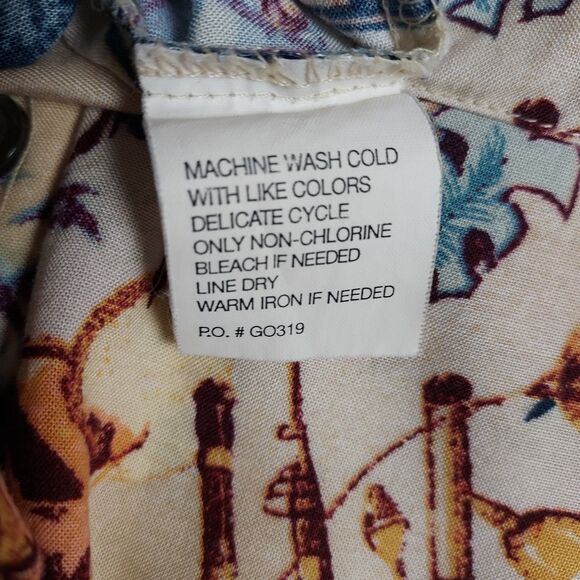 MACHINE WASH COLD
WITH LIKE COLORS
DELICATE CYCLE
ONLY NON-CHLORINE
BLEACH IF NEEDED
LINE DRY
WARM IRON IF NEEDED
P.O. # GO319